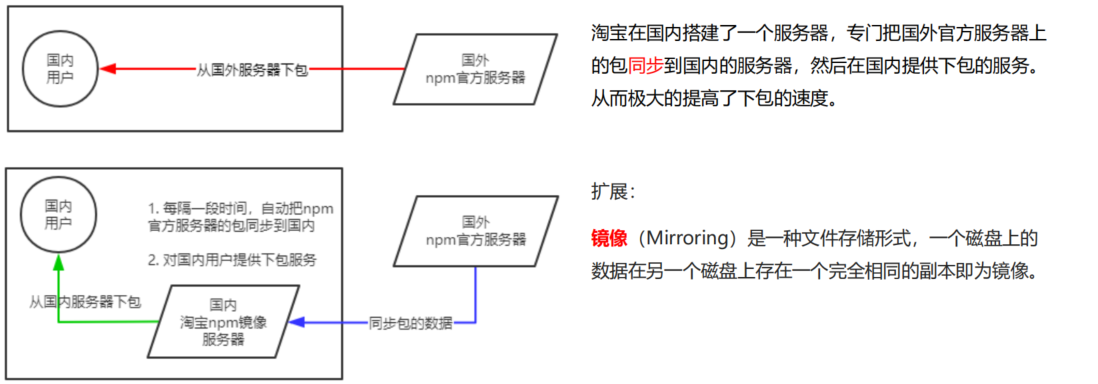 国内
用户
从国外服务器下包
国外
npm官方服务器
淘宝在国内搭建了一个服务器，专门把国外官方服务器上
的包同步到国内的服务器，然后在国内提供下包的服务。
从而极大的提高了下包的速度。
国内
用户
1. 每隔一段时间，自动把npm
官方服务器的包同步到国内
2. 对国内用户提供下包服务
从国内服务器下包
国内
淘宝npm镜像
服务器
同步包的数据
国外
npm官方服务器
扩展：
镜像（Mirroring）是一种文件存储形式，一个磁盘上的
数据在另一个磁盘上存在一个完全相同的副本即为镜像。